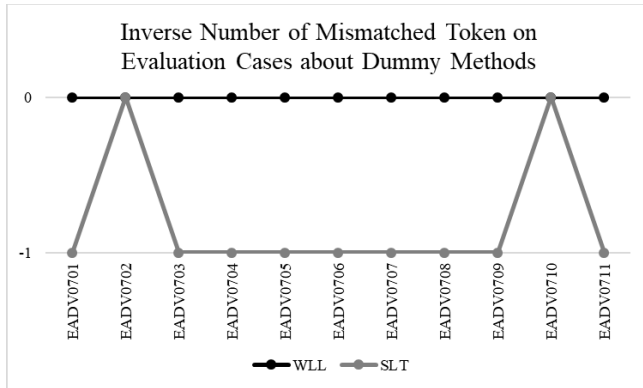 Inverse Number of Mismatched Token on
Evaluation Cases about Dummy Methods
0
-1
EADV0701
EADV0702
EADV0703
EADV0704
EADV0705
EADV0706
EADV0707
EADV0708
EADV0709
EADV0710
EADV0711
WLL
SLT